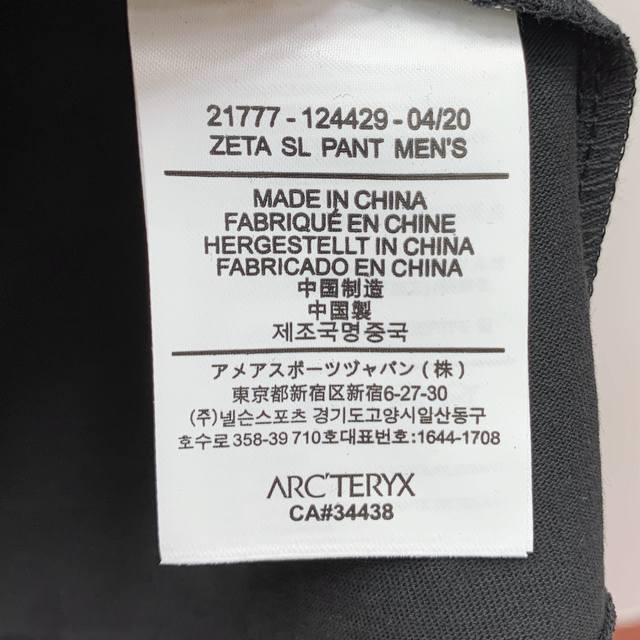 21777 - 124429 - 04/20
ZETA SL PANT MEN'S
MADE IN CHINA
FABRIQUÉ EN CHINE
HERGESTELLT IN CHINA
FABRICADO EN CHINA
中国制造
中国製
제조국명중국
アメアスポーツヂャパン (株)
東京都新宿区新宿6-27-30
(주)넬슨스포츠 경기도고양시일산동구
호수로 358-39 710호대표번호:1644-1708
ARC'TERYX
CA#34438